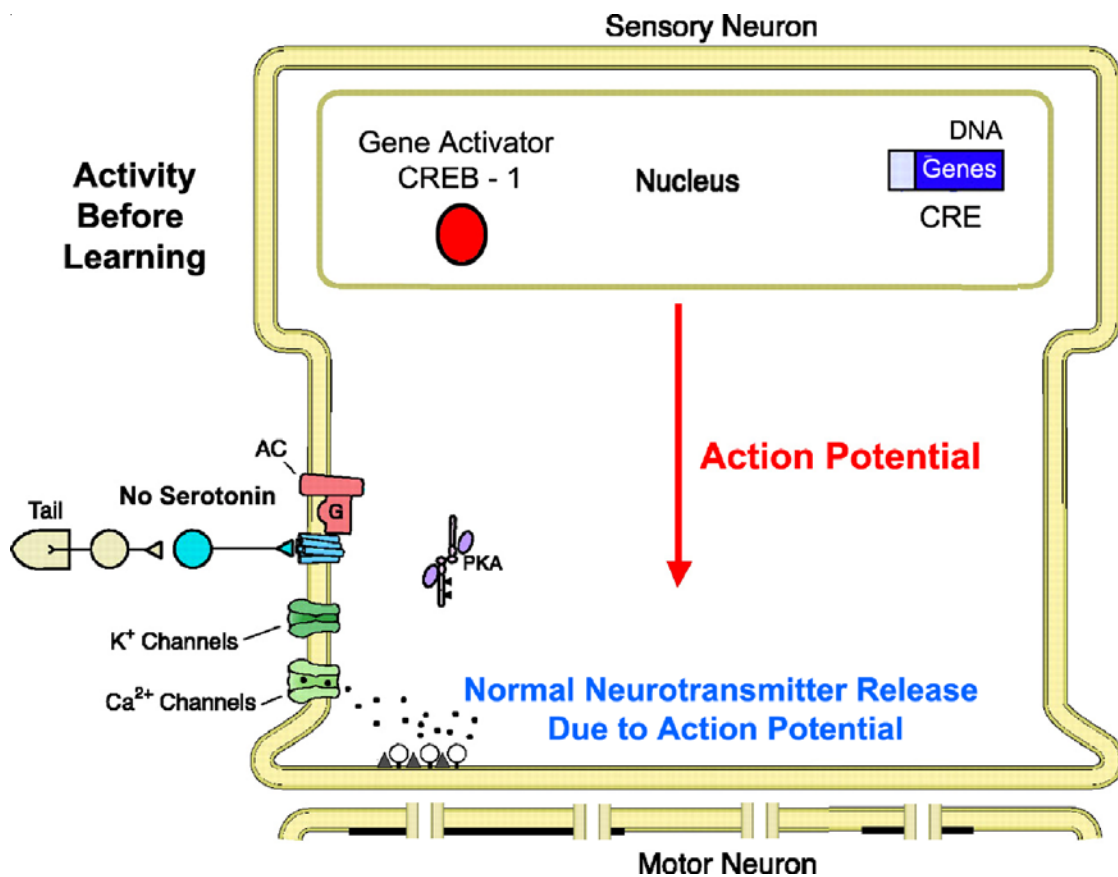 Sensory Neuron
Activity
Before
Learning
Gene Activator
CREB - 1
Nucleus
DNA
Genes
CRE
Action Potential
AC
G
No Serotonin
Tail
PKA
K⁺ Channels
Ca²⁺ Channels
Normal Neurotransmitter Release
Due to Action Potential
Motor Neuron